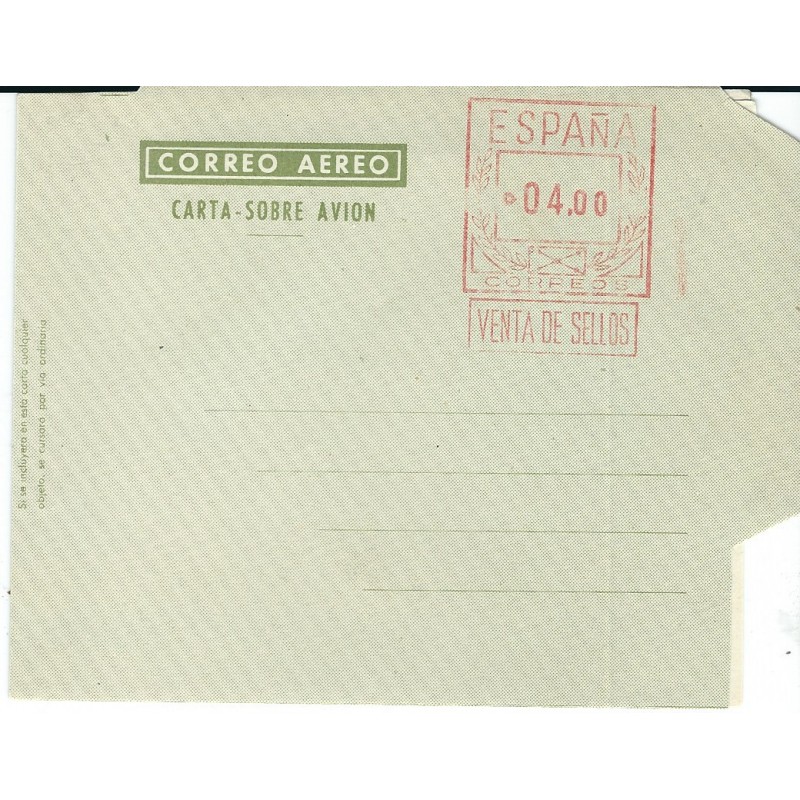 ESPAÑA
CORREO AEREO
04,00
CARTA-SOBRE AVION
CORREOS
VENTA DE SELLOS
Si se incluyera en esta carta cualquier
objeto, se cursará por via ordinaria